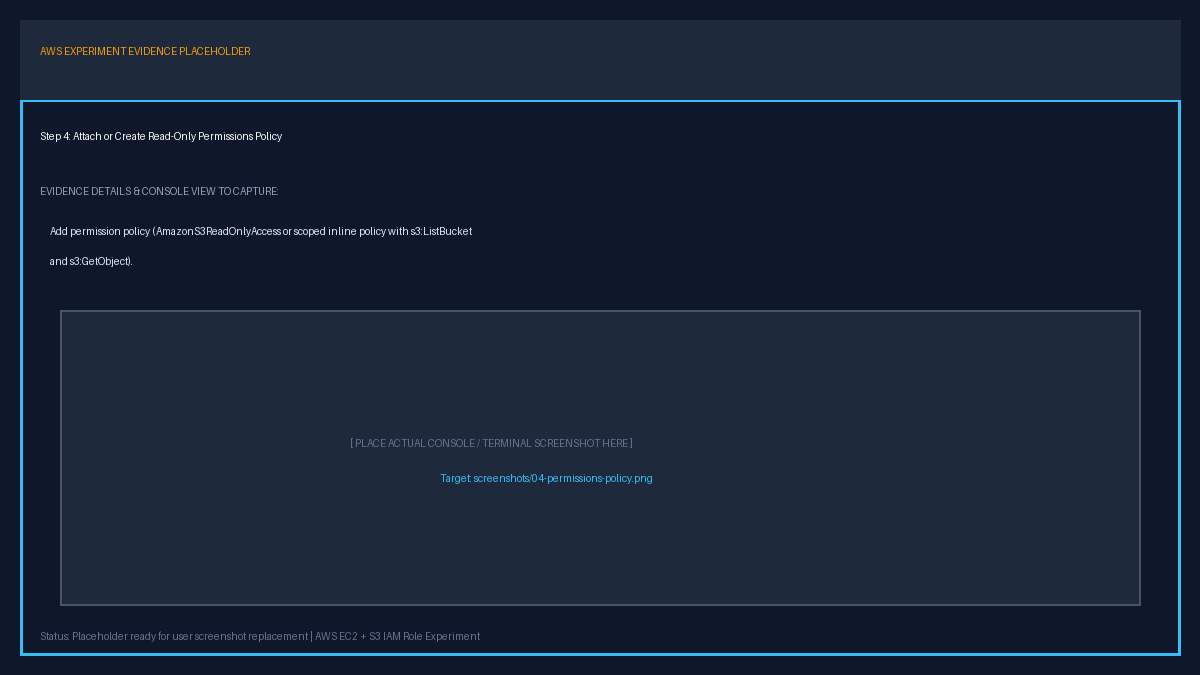 AWS EXPERIMENT EVIDENCE PLACEHOLDER
Step 4: Attach or Create Read-Only Permissions Policy
EVIDENCE DETAILS & CONSOLE VIEW TO CAPTURE:
Add permission policy (AmazonS3ReadOnlyAccess or scoped inline policy with s3:ListBucket
and s3:GetObject).
[ PLACE ACTUAL CONSOLE / TERMINAL SCREENSHOT HERE ]
Target: screenshots/04-permissions-policy.png
Status: Placeholder ready for user screenshot replacement | AWS EC2 + S3 IAM Role Experiment